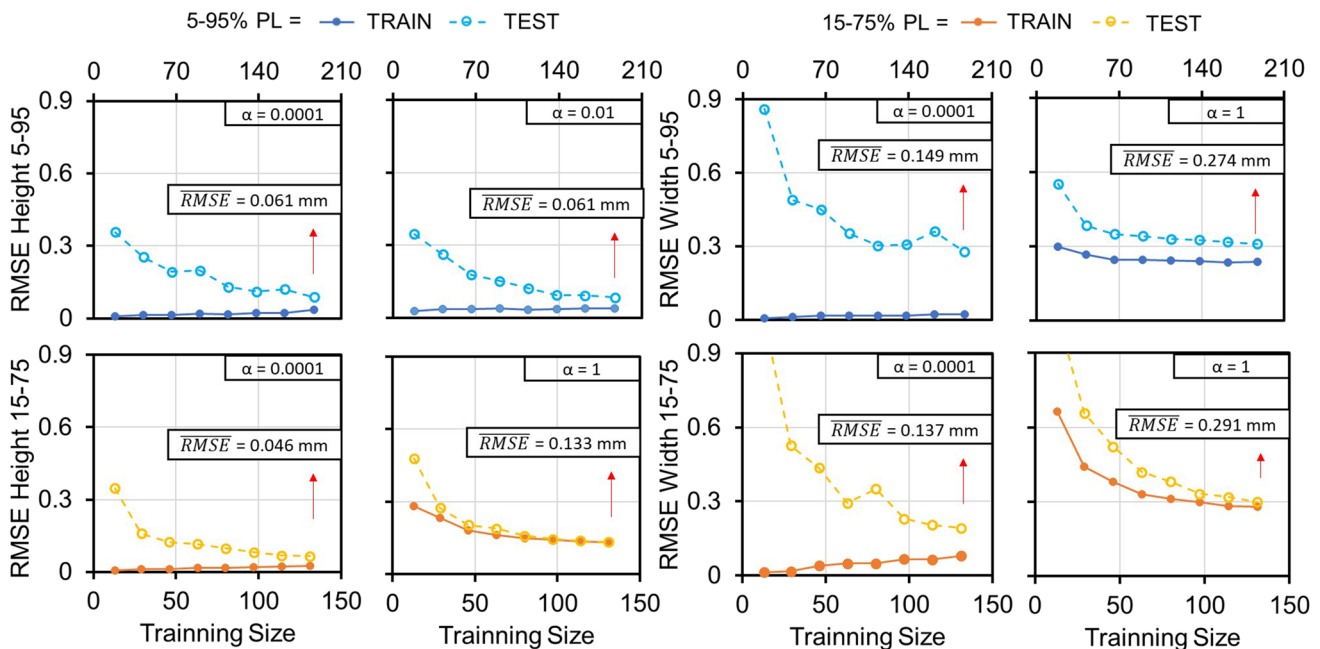 5-95% PL = TRAIN TEST 15-75% PL = TRAIN TEST
0 70 140 210 0 70 140 210 0 70 140 210 0 70 140 210
RMSE Height 5-95
0.9
0.6
0.3
0
α = 0.0001
RMSE = 0.061 mm
α = 0.01
RMSE = 0.061 mm
RMSE Width 5-95
0.9
0.6
0.3
0
α = 0.0001
RMSE = 0.149 mm
α = 1
RMSE = 0.274 mm
RMSE Height 15-75
0.9
0.6
0.3
0
α = 0.0001
RMSE = 0.046 mm
α = 1
RMSE = 0.133 mm
RMSE Width 15-75
0.9
0.6
0.3
0
α = 0.0001
RMSE = 0.137 mm
α = 1
RMSE = 0.291 mm
0 50 100 150 0 50 100 150 0 50 100 150 0 50 100 150
Trainning Size Trainning Size Trainning Size Trainning Size